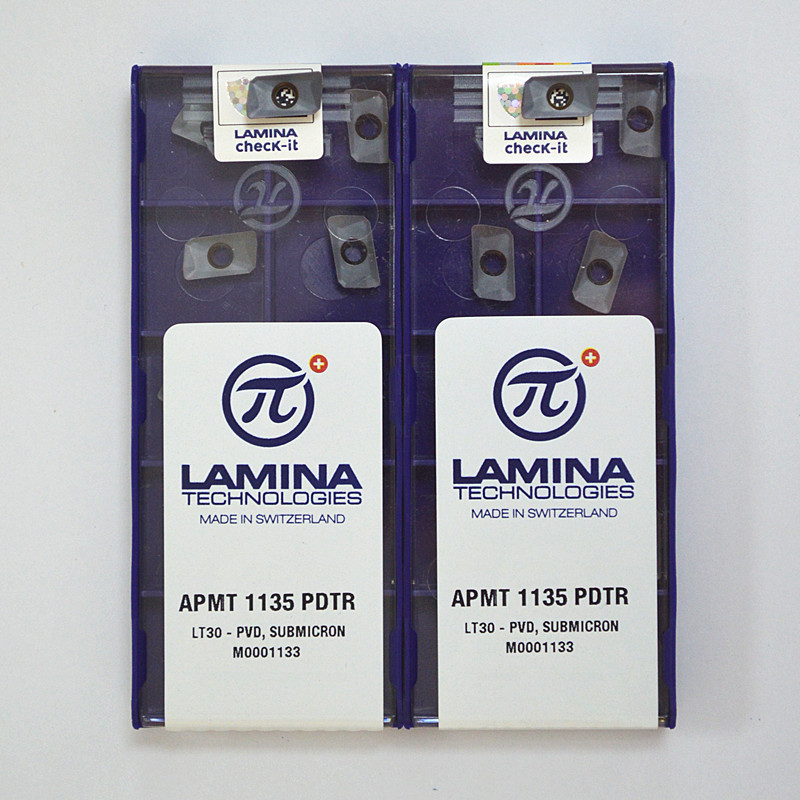 LAMINA
check-it
LAMINA
check-it
π
LAMINA
TECHNOLOGIES
MADE IN SWITZERLAND
APMT 1135 PDTR
LT30 - PVD, SUBMICRON
M0001133
π
LAMINA
TECHNOLOGIES
MADE IN SWITZERLAND
APMT 1135 PDTR
LT30 - PVD, SUBMICRON
M0001133